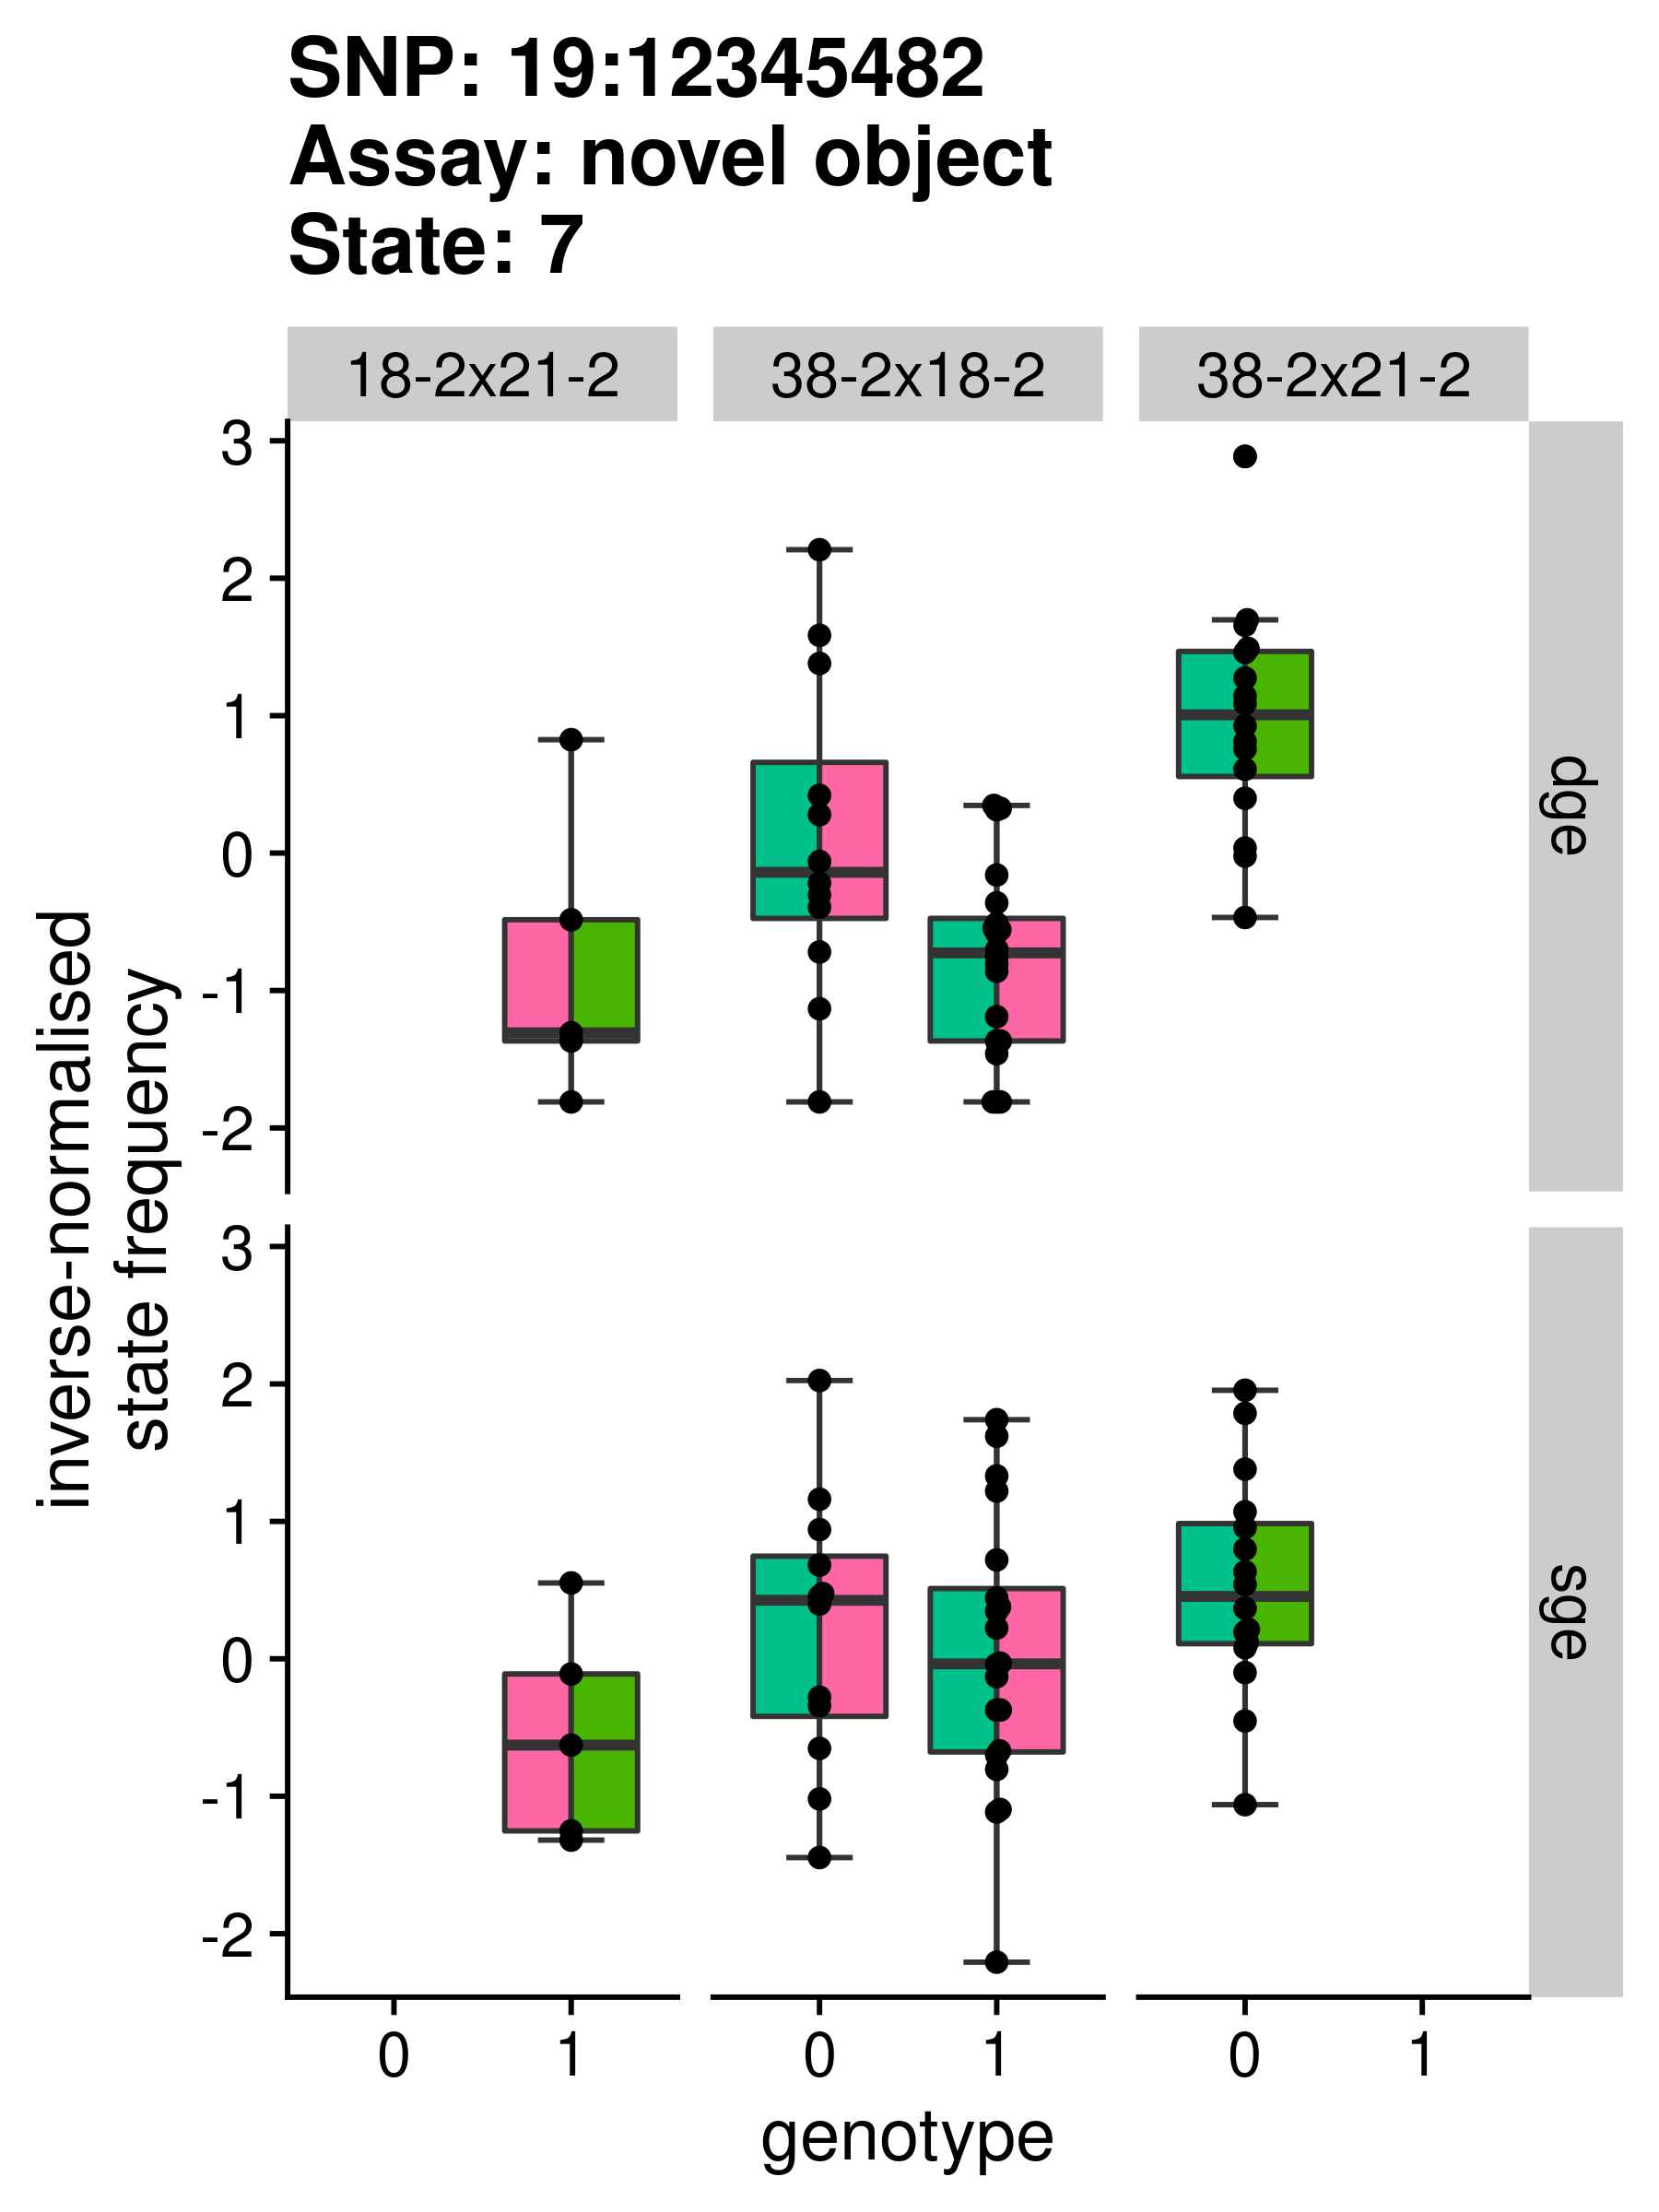 SNP: 19:12345482
Assay: novel object
State: 7
18-2x21-2
38-2x18-2
38-2x21-2
inverse-normalised
state frequency
3
2
1
0
-1
-2
dge
3
2
1
0
-1
-2
sge
0
1
0
1
0
1
genotype